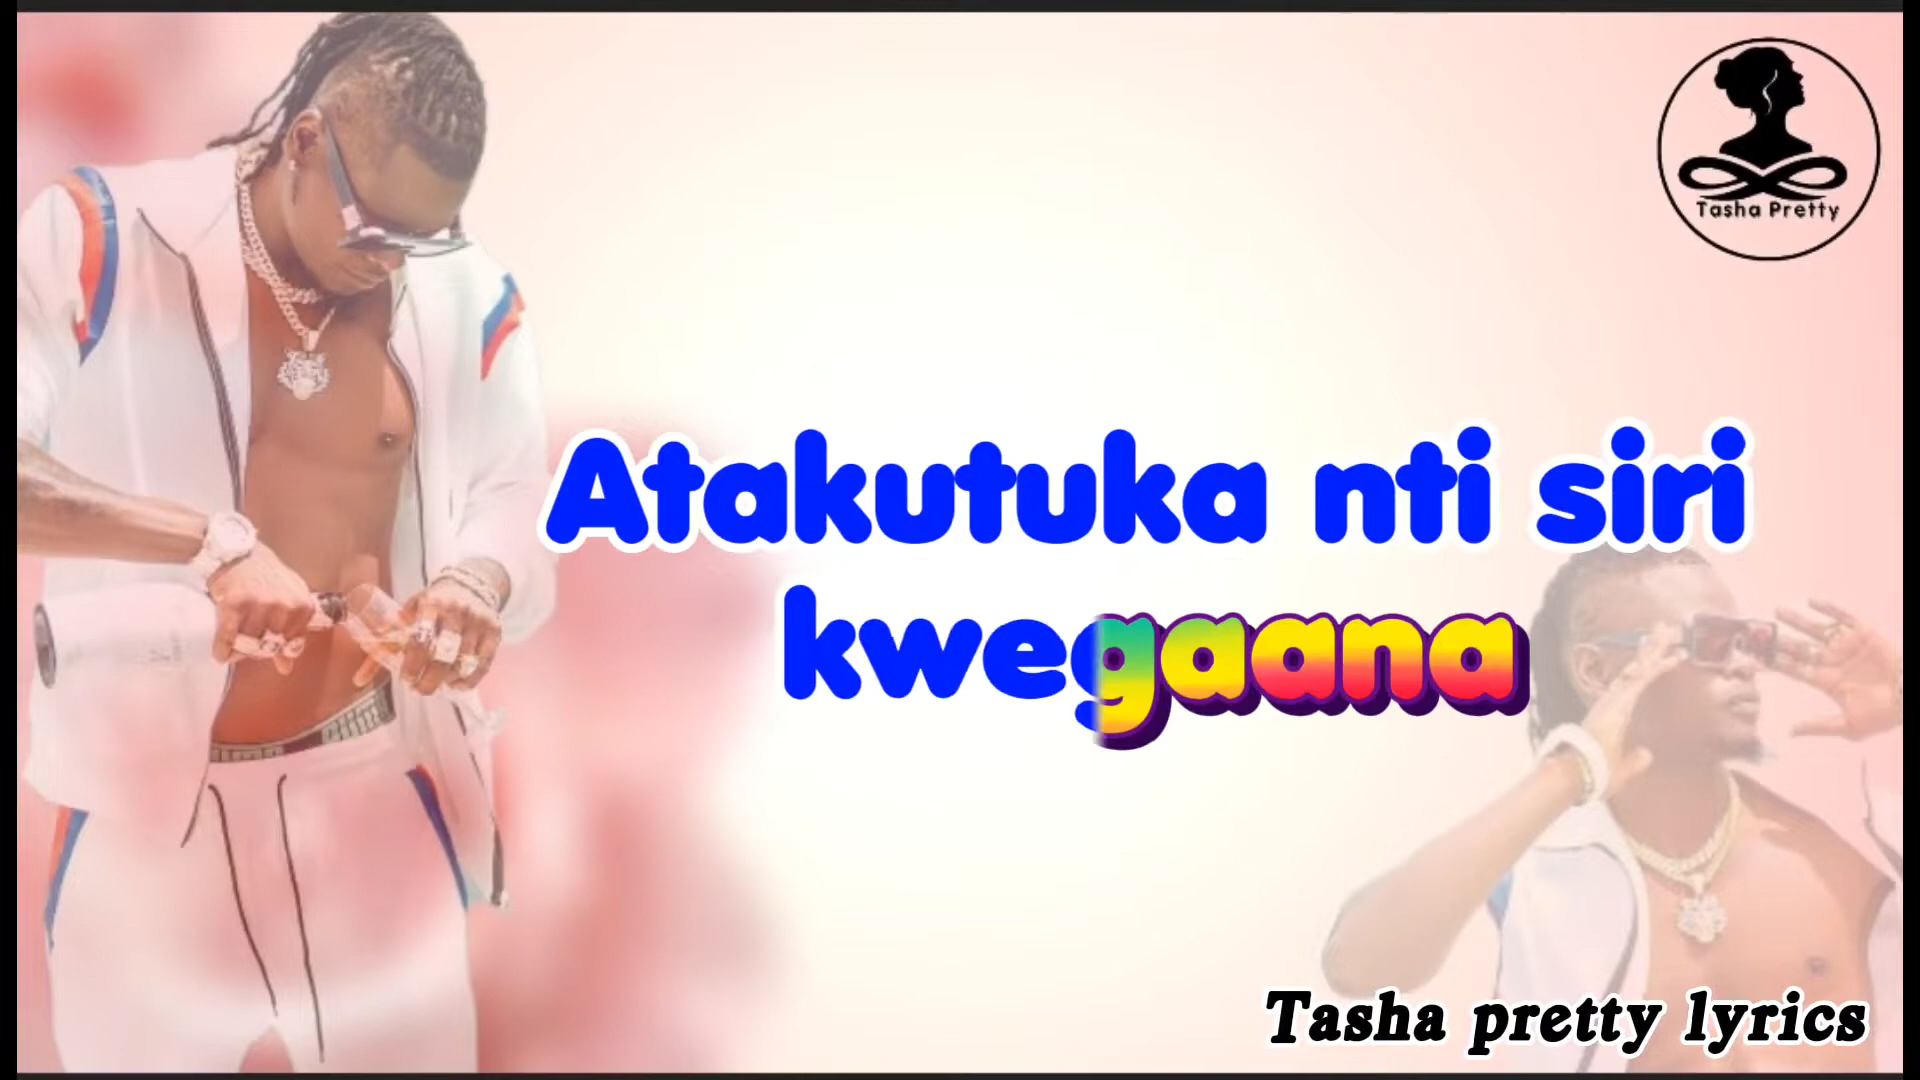 Tasha Pretty
Atakutuka nti siri
kwegaana
Tasha pretty lyrics